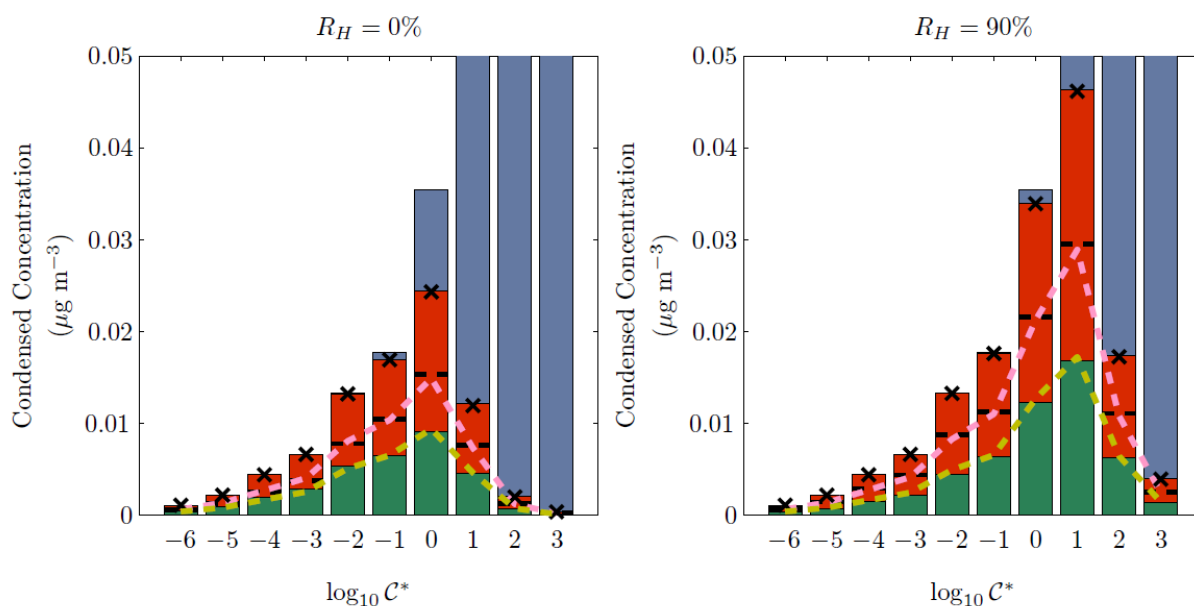 R_H = 0%
Condensed Concentration
(μg m⁻³)
0.05
0.04
0.03
0.02
0.01
0
−6 −5 −4 −3 −2 −1 0 1 2 3
log₁₀ C*
R_H = 90%
Condensed Concentration
(μg m⁻³)
0.05
0.04
0.03
0.02
0.01
0
−6 −5 −4 −3 −2 −1 0 1 2 3
log₁₀ C*